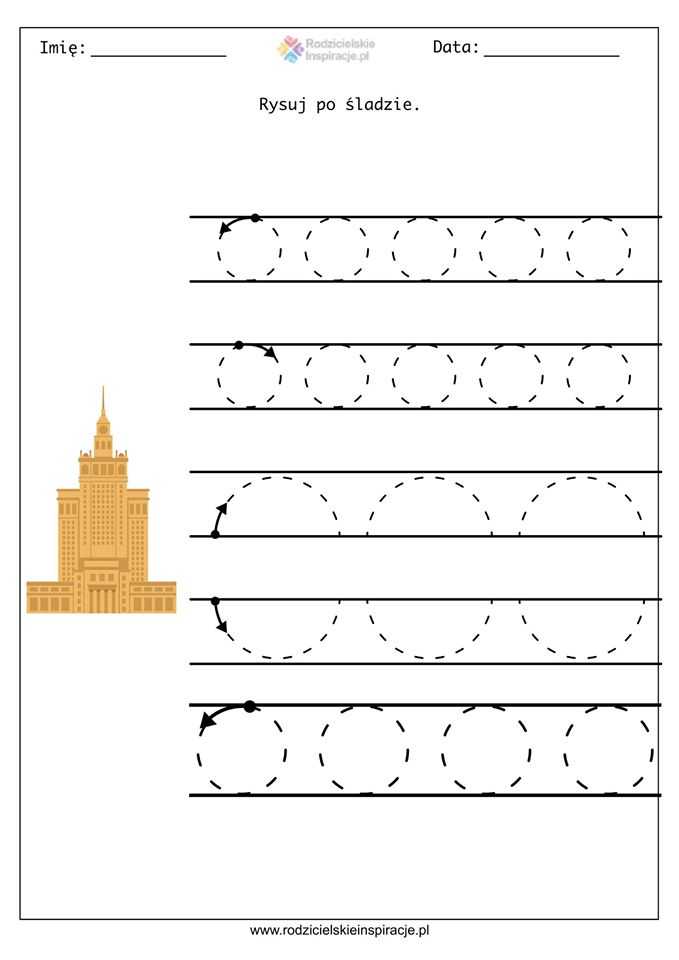 Imię:
Rodzicielskie
Inspiracje.pl
Data:
Rysuj po śladzie.
www.rodzicielskieinspiracje.pl